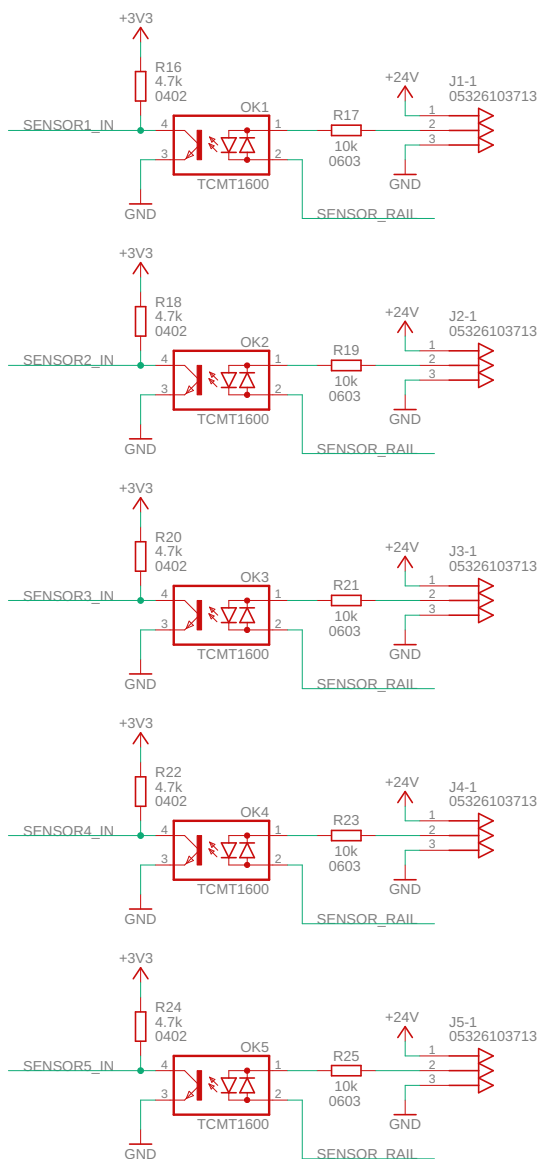 +3V3
R16
4.7k
0402
SENSOR1_IN
4
3
GND
OK1
TCMT1600
1
2
R17
10k
0603
SENSOR_RAIL
+24V
J1-1
05326103713
1
2
3
GND
+3V3
R18
4.7k
0402
SENSOR2_IN
4
3
GND
OK2
TCMT1600
1
2
R19
10k
0603
SENSOR_RAIL
+24V
J2-1
05326103713
1
2
3
GND
+3V3
R20
4.7k
0402
SENSOR3_IN
4
3
GND
OK3
TCMT1600
1
2
R21
10k
0603
SENSOR_RAIL
+24V
J3-1
05326103713
1
2
3
GND
+3V3
R22
4.7k
0402
SENSOR4_IN
4
3
GND
OK4
TCMT1600
1
2
R23
10k
0603
SENSOR_RAIL
+24V
J4-1
05326103713
1
2
3
GND
+3V3
R24
4.7k
0402
SENSOR5_IN
4
3
GND
OK5
TCMT1600
1
2
R25
10k
0603
SENSOR_RAIL
+24V
J5-1
05326103713
1
2
3
GND